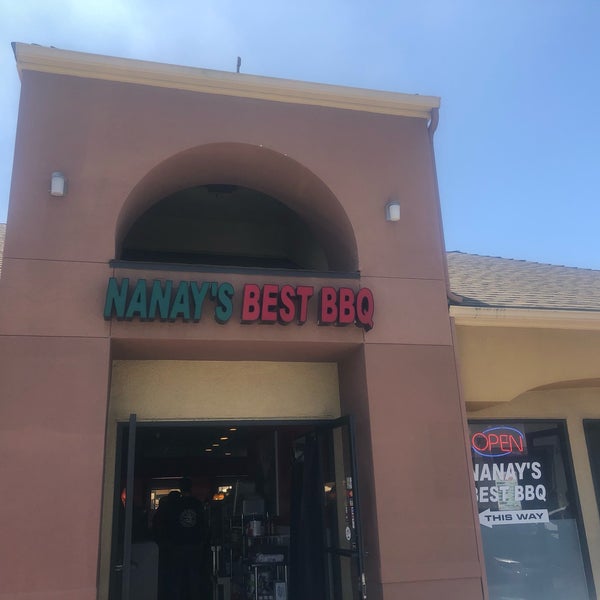 NANAY'S BEST BBQ
OPEN
NANAY'S
BEST BBQ
THIS WAY